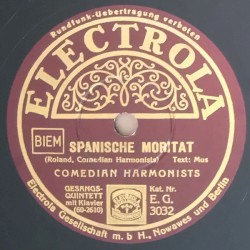 Rundfunk-Uebertragung verboten
ELECTROLA
BIEM
SPANISCHE MORITAT
(Roland, Comedian Harmonists) Text: Mus
COMEDIAN HARMONISTS
GESANGS-
QUINTETT
mit Klavier
(60-2610)
Kat. Nr.
E. G.
3032
Electrola Gesellschaft m. b H., Nowawes und Berlin